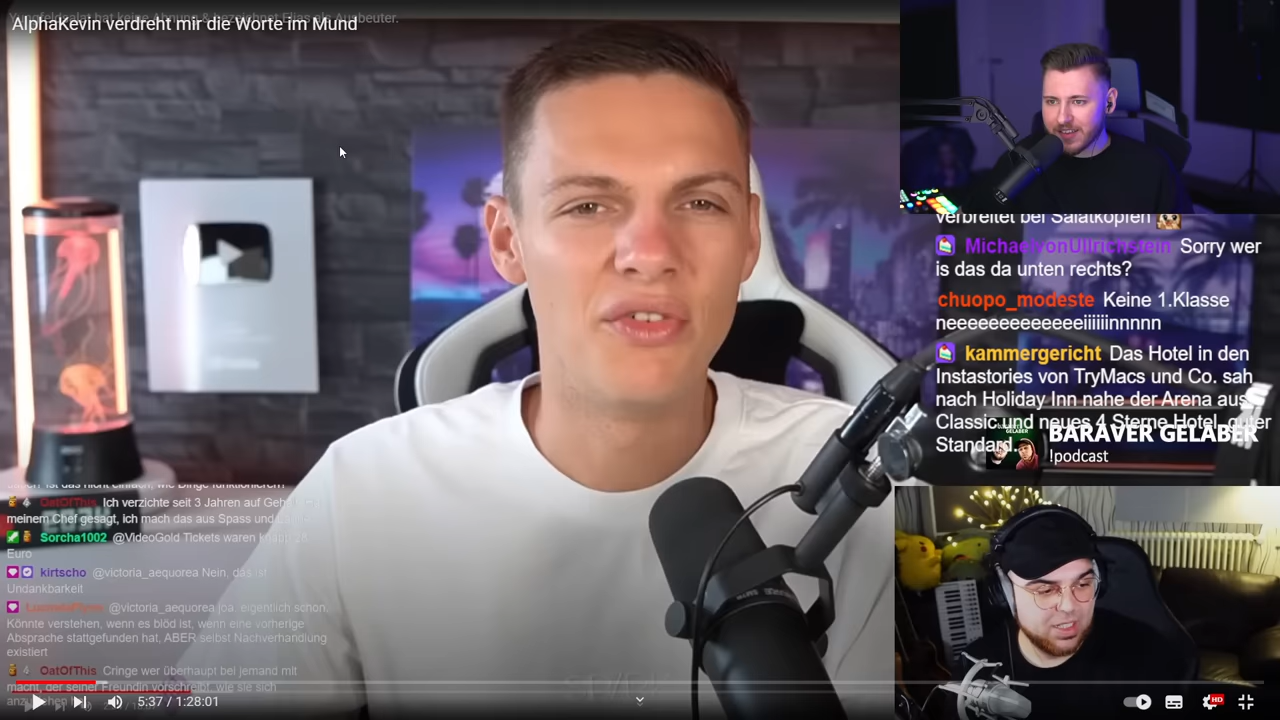 AlphaKevin verdreht mir die Worte im Mund
verbreitet bei Salatköpfen
MichaelvonUllrichstein Sorry wer
is das da unten rechts?
chuopo_modeste Keine 1.Klasse
neeeeeeeeeeeeeiiiiiinnnnn
kammergericht Das Hotel in den
Instastories von TryMacs und Co. sah
nach Holiday Inn nahe der Arena aus
Classic und neues 4 Sterne Hotel, guter
Standard.
BARAVER GELABER
!podcast
4 OatOfThis Ich verzichte seit 3 Jahren auf
meinem Chef gesagt, ich mach das aus Spass und
Sorcha1002 @VideoGold Tickets waren
Euro
kirtscho @victoria_aequorea Nein. das ist
Undankbarkeit
@victoria_aequorea joa. eigentlich schon,
Könnte verstehen, wenn es blöd ist, wenn eine vorherige
Absprache stattgefunden hat, ABER selbst Nachverhandlung
existiert
4 OatOfThis Cringe wer überhaupt bei jemand mit
macht, der seiner Freundin vorschreibt, wie sie sich
5:37 / 1:28:01
HD